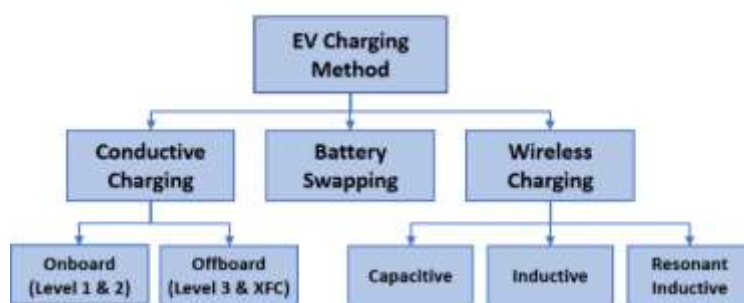 EV Charging
Method
Conductive
Charging
Battery
Swapping
Wireless
Charging
Onboard
(Level 1 & 2)
Offboard
(Level 3 & XFC)
Capacitive
Inductive
Resonant
Inductive